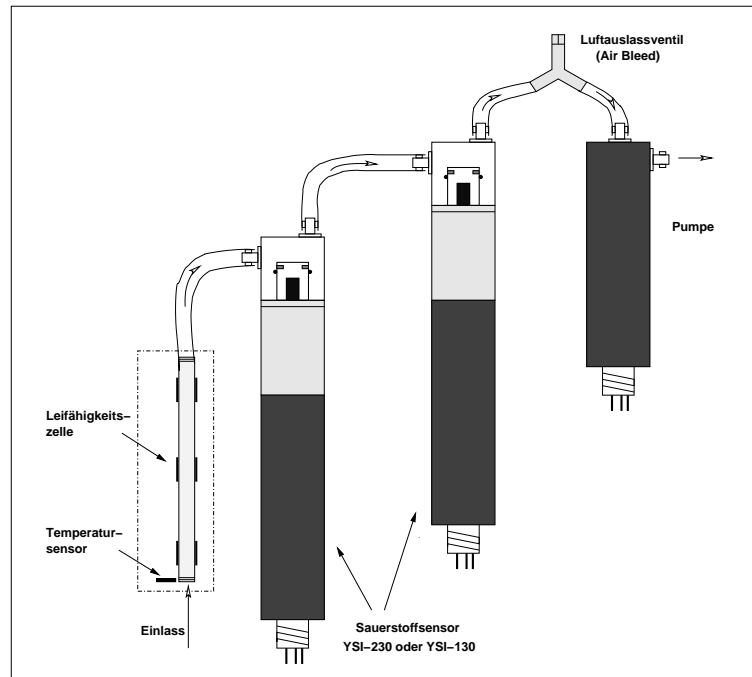 Luftauslassventil
(Air Bleed)
Pumpe
Leifähigkeits–
zelle
Temperatur–
sensor
Einlass
Sauerstoffsensor
YSI–230 oder YSI–130